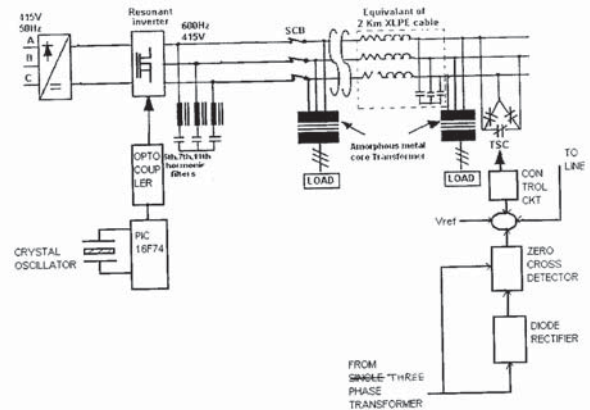 415V
50Hz
A
B
C
Resonant
inverter
600Hz
415V
SCB
Equivalant of
2 Km XLPE cable
5th,7th,11th
hormonic
filters
OPTO
COUP
LER
PIC
16F74
CRYSTAL
OSCILLATOR
LOAD
Amorphous metal
core Transformer
LOAD
TSC
CON
TROL
CKT
TO
LINE
Vref
ZERO
CROSS
DETECTOR
DIODE
RECTIFIER
FROM
SINGLE "THREE
PHASE
TRANSFORMER